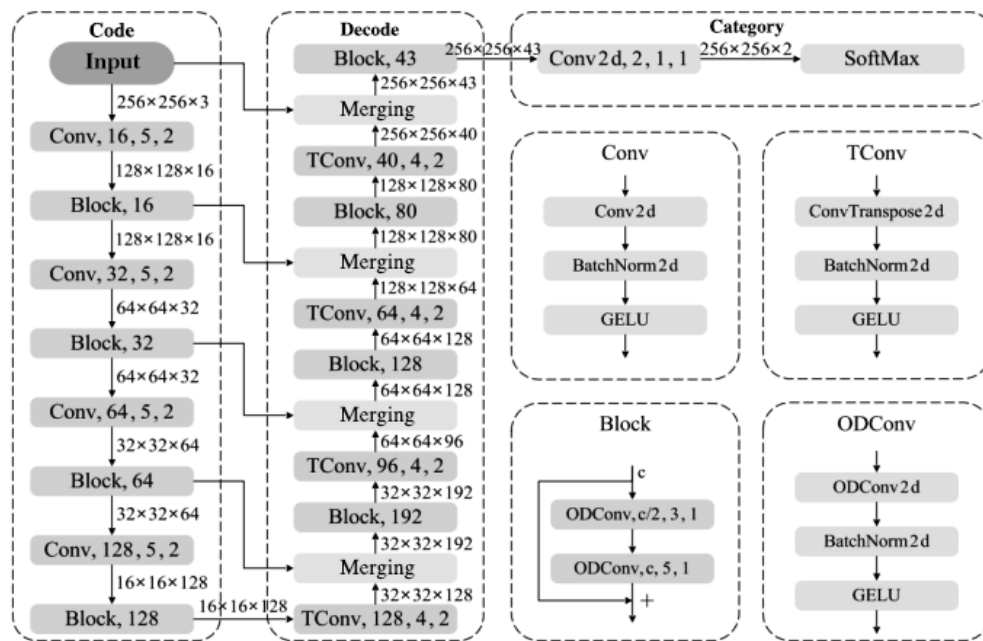 Code
Input
256×256×3
Conv, 16, 5, 2
128×128×16
Block, 16
128×128×16
Conv, 32, 5, 2
64×64×32
Block, 32
64×64×32
Conv, 64, 5, 2
32×32×64
Block, 64
32×32×64
Conv, 128, 5, 2
16×16×128
Block, 128
16×16×128
Decode
Block, 43
256×256×43
Merging
256×256×40
TConv, 40, 4, 2
128×128×80
Block, 80
128×128×80
Merging
128×128×64
TConv, 64, 4, 2
64×64×128
Block, 128
64×64×128
Merging
64×64×96
TConv, 96, 4, 2
32×32×192
Block, 192
32×32×192
Merging
32×32×128
TConv, 128, 4, 2
256×256×43
Category
Conv2d, 2, 1, 1
256×256×2
SoftMax
Conv
Conv2d
BatchNorm2d
GELU
TConv
ConvTranspose2d
BatchNorm2d
GELU
Block
c
ODConv, c/2, 3, 1
ODConv, c, 5, 1
+
ODConv
ODConv2d
BatchNorm2d
GELU